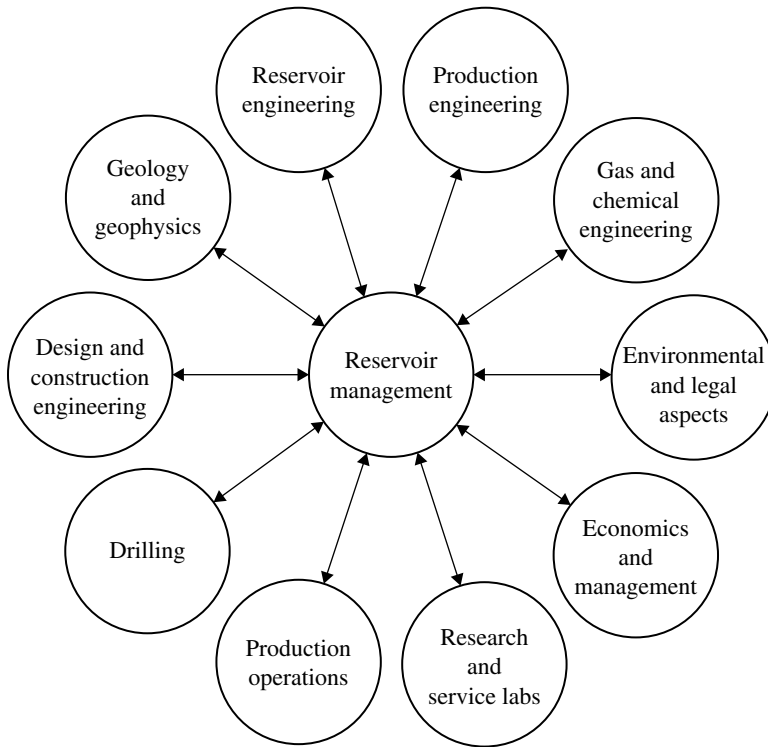 Reservoir
engineering
Production
engineering
Geology
and
geophysics
Gas and
chemical
engineering
Design and
construction
engineering
Reservoir
management
Environmental
and legal
aspects
Drilling
Economics
and
management
Production
operations
Research
and
service labs